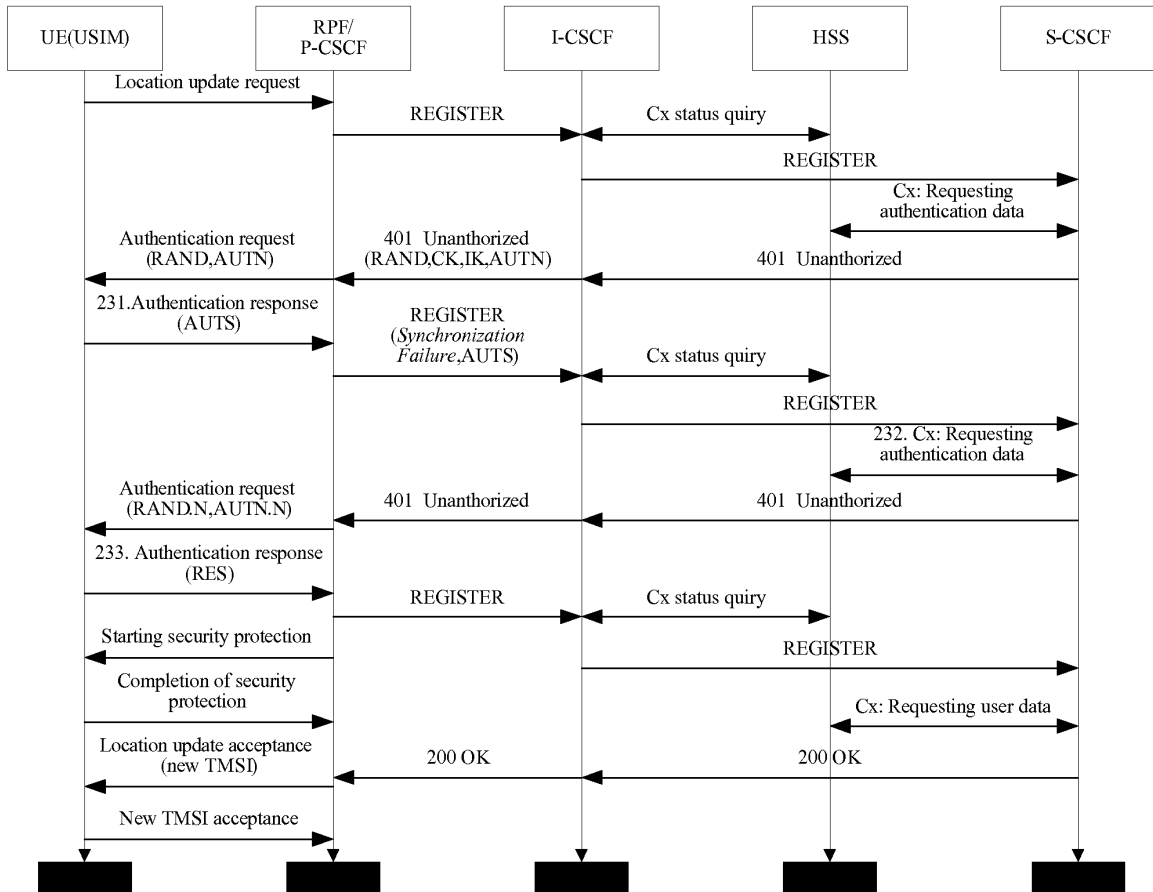 UE(USIM)
RPF/
P-CSCF
I-CSCF
HSS
S-CSCF
Location update request
REGISTER
Cx status quiry
REGISTER
Cx: Requesting
authentication data
Authentication request
(RAND,AUTN)
401 Unanthorized
(RAND,CK,IK,AUTN)
401 Unanthorized
231.Authentication response
(AUTS)
REGISTER
(Synchronization
Failure,AUTS)
Cx status quiry
REGISTER
232. Cx: Requesting
authentication data
Authentication request
(RAND.N,AUTN.N)
401 Unanthorized
401 Unanthorized
233. Authentication response
(RES)
REGISTER
Cx status quiry
Starting security protection
REGISTER
Completion of security
protection
Cx: Requesting user data
Location update acceptance
(new TMSI)
200 OK
200 OK
New TMSI acceptance